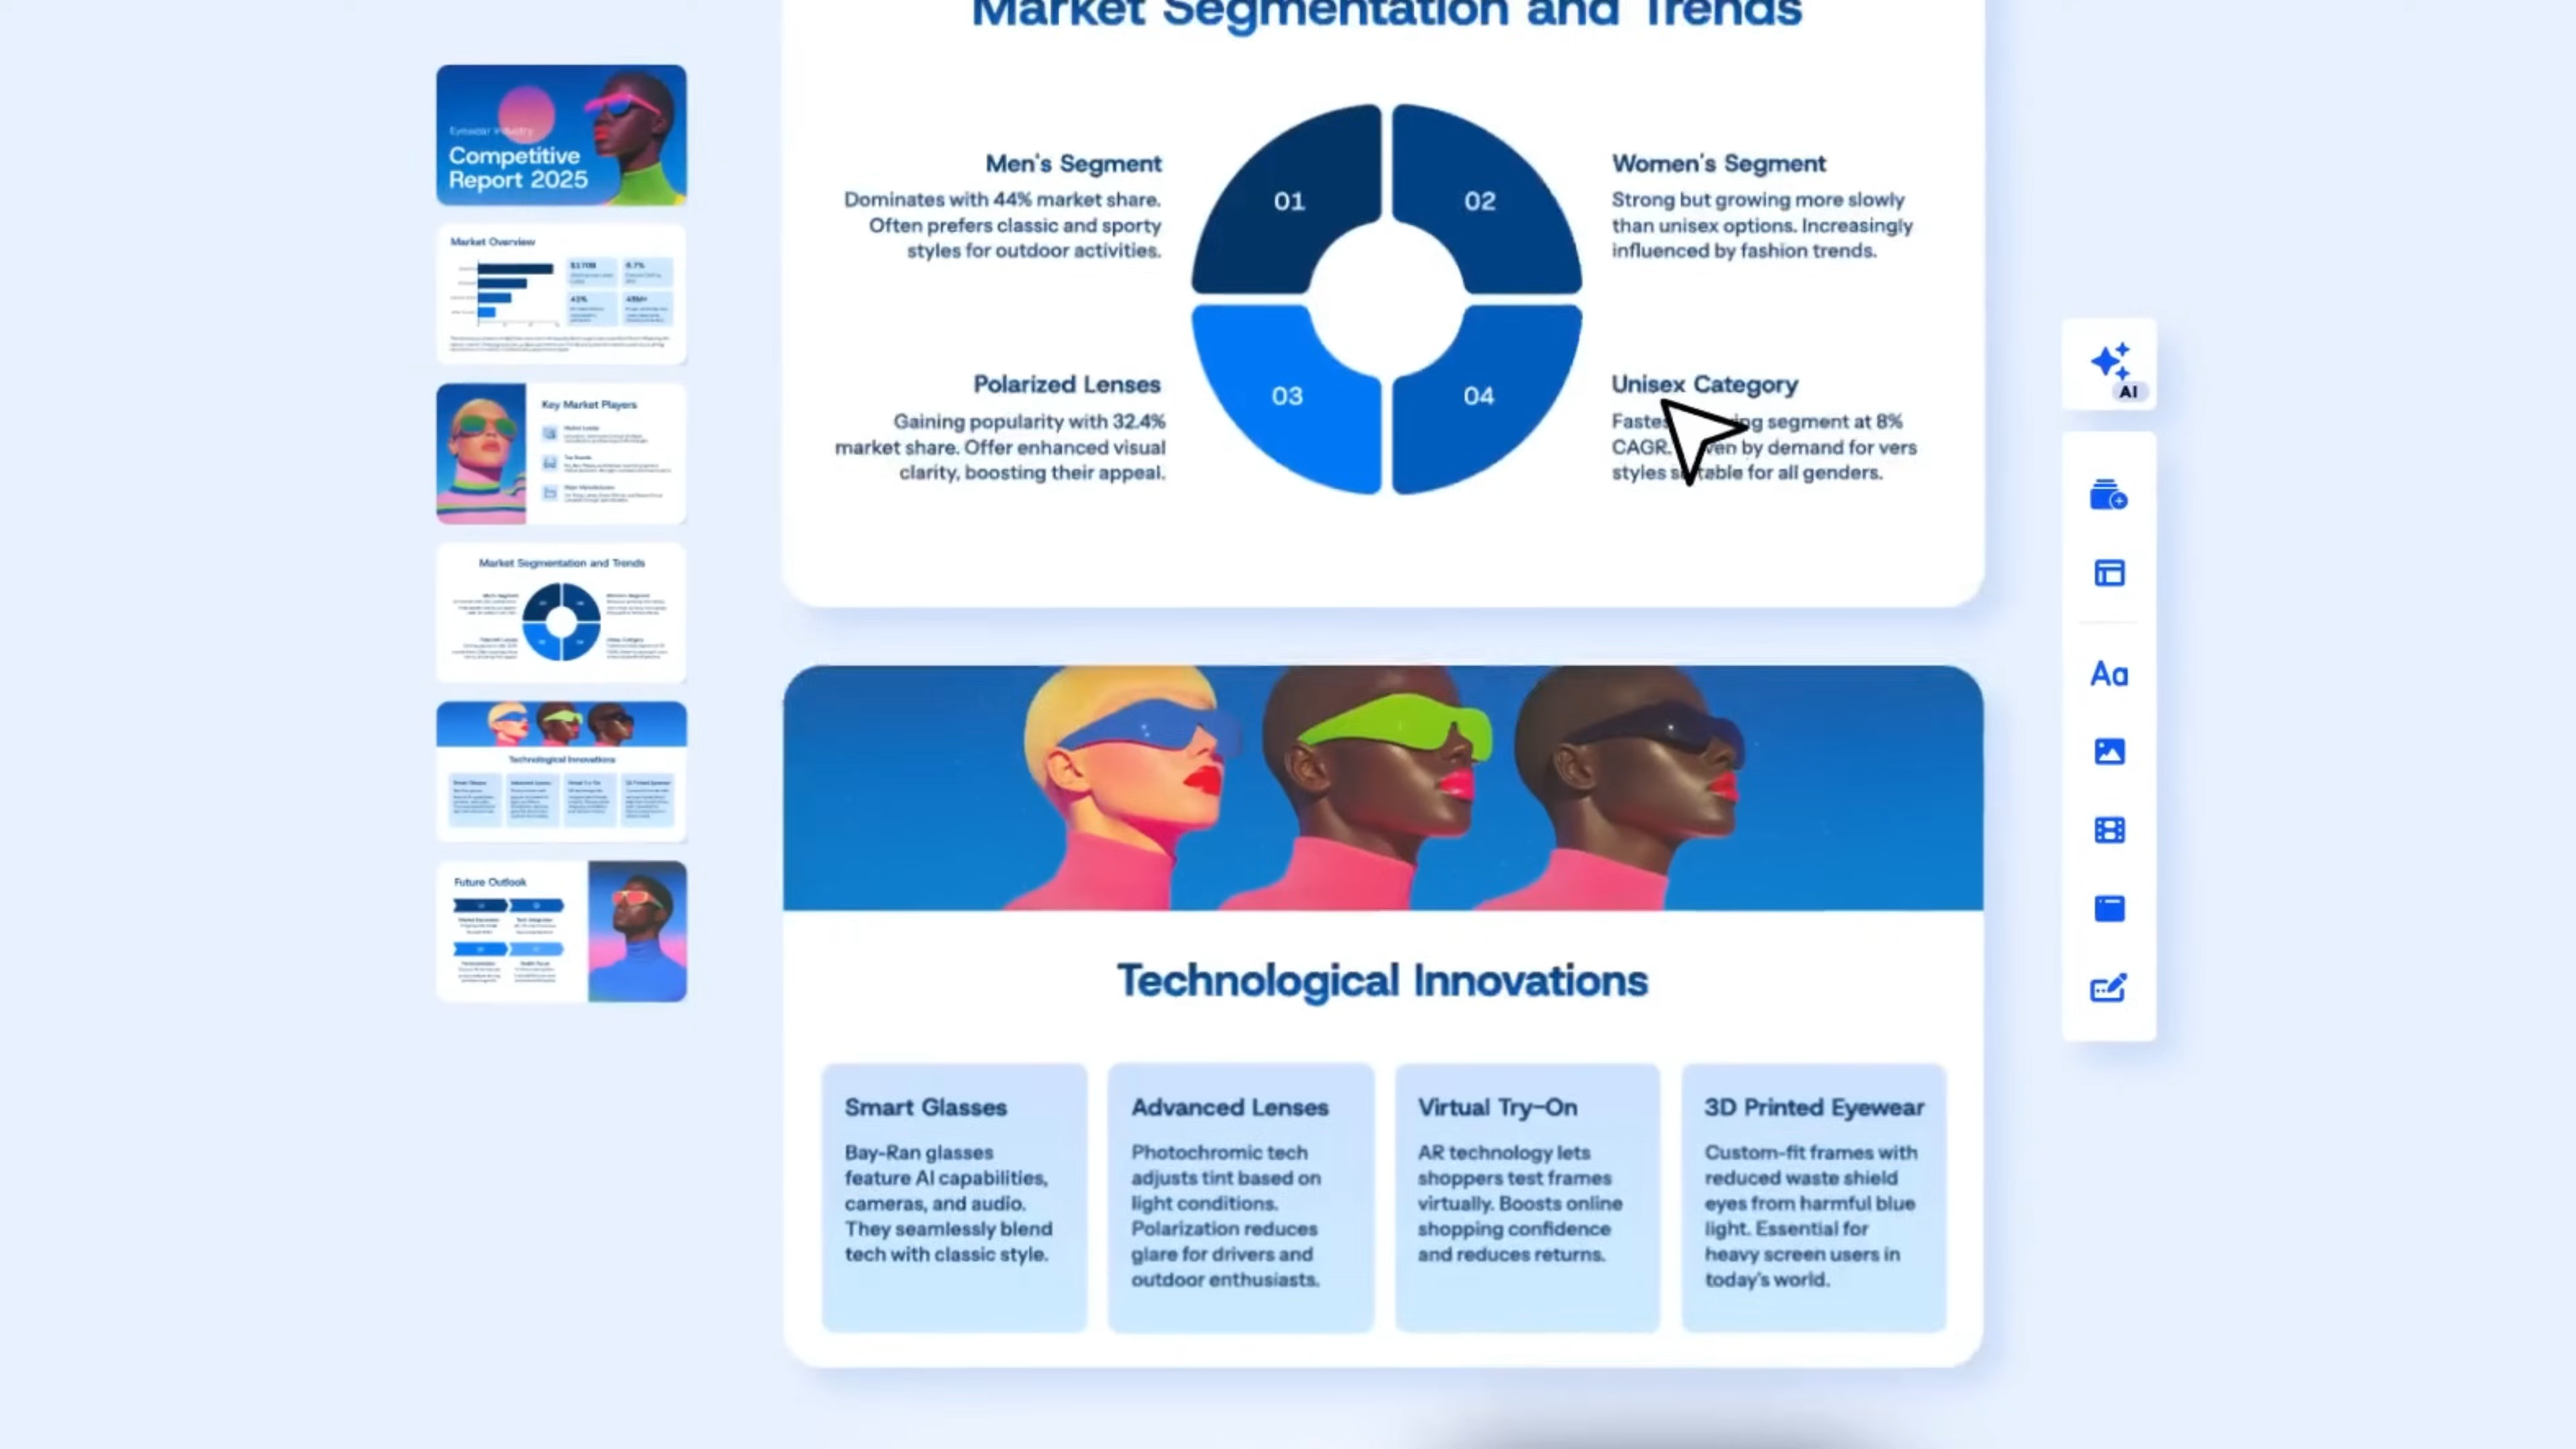 Eyewear Industry
Competitive
Report 2025
Market Overview
$170B
8.7%
Key Market Players
Market Segmentation and Trends
Technological Innovations
Future Outlook
Market Segmentation and Trends
Men's Segment
Dominates with 44% market share.
Often prefers classic and sporty
styles for outdoor activities.
01
02
Women's Segment
Strong but growing more slowly
than unisex options. Increasingly
influenced by fashion trends.
Polarized Lenses
Gaining popularity with 32.4%
market share. Offer enhanced visual
clarity, boosting their appeal.
03
04
Unisex Category
segment at 8%
CAGR. by demand for vers
styles for all genders.
Technological Innovations
Smart Glasses
Bay-Ran glasses
feature AI capabilities,
cameras, and audio.
They seamlessly blend
tech with classic style.
Advanced Lenses
Photochromic tech
adjusts tint based on
light conditions.
Polarization reduces
glare for drivers and
outdoor enthusiasts.
Virtual Try-On
AR technology lets
shoppers test frames
virtually. Boosts online
shopping confidence
and reduces returns.
3D Printed Eyewear
Custom-fit frames with
reduced waste shield
eyes from harmful blue
light. Essential for
heavy screen users in
today's world.
AI
Aa